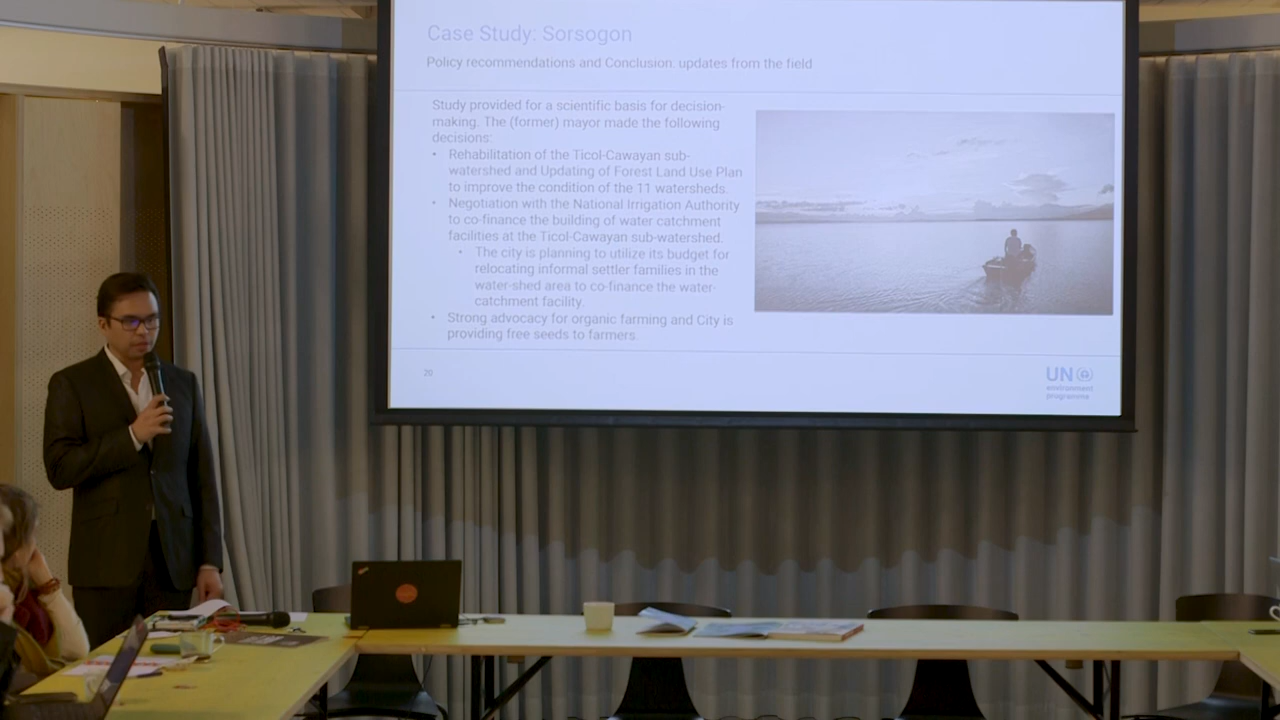 Case Study: Sorsogon
Policy recommendations and Conclusion: updates from the field
Study provided for a scientific basis for decision-
making. The (former) mayor made the following
decisions:
• Rehabilitation of the Ticol-Cawayan sub-
watershed and Updating of Forest Land Use Plan
to improve the condition of the 11 watersheds.
• Negotiation with the National Irrigation Authority
to co-finance the building of water catchment
facilities at the Ticol-Cawayan sub-watershed.
• The city is planning to utilize its budget for
relocating informal settler families in the
water-shed area to co-finance the water-
catchment facility.
• Strong advocacy for organic farming and City is
providing free seeds to farmers.
20
UN
environment
programme